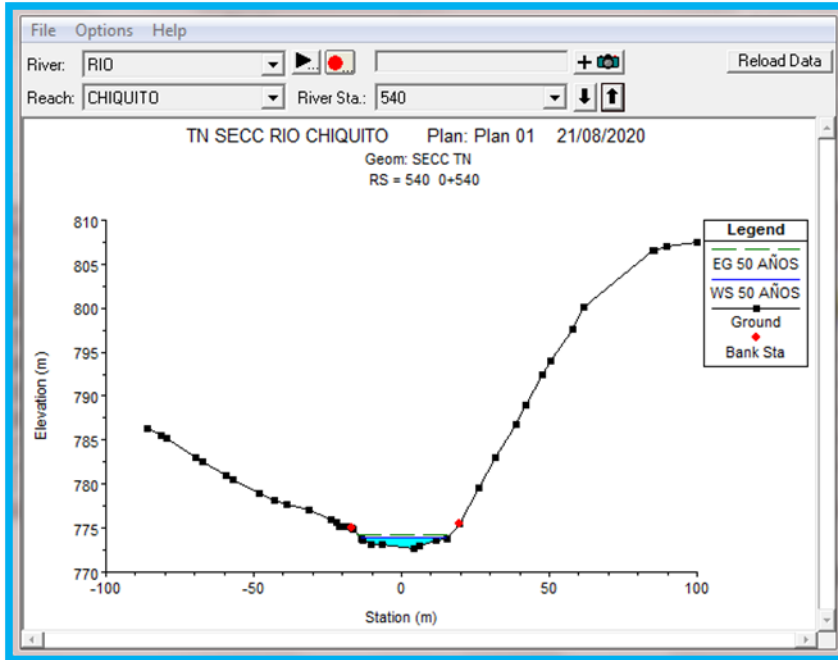 File Options Help
River: RIO Reload Data
Reach: CHIQUITO River Sta.: 540
TN SECC RIO CHIQUITO Plan: Plan 01 21/08/2020
Geom: SECC TN
RS = 540 0+540
810
805
800
795
790
785
780
775
770
-100 -50 0 50 100
Elevation (m)
Station (m)
Legend
EG 50 AÑOS
WS 50 AÑOS
Ground
Bank Sta